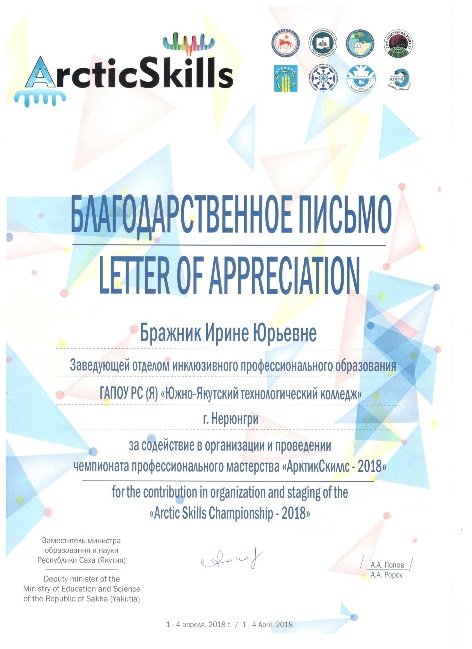 ArcticSkills
БЛАГОДАРСТВЕННОЕ ПИСЬМО
LETTER OF APPRECIATION
Бражник Ирине Юрьевне
Заведующей отделом инклюзивного профессионального образования
ГАПОУ РС (Я) «Южно-Якутский технологический колледж»
г. Нерюнгри
за содействие в организации и проведении
чемпионата профессионального мастерства «АрктикСкиллс - 2018»
for the contribution in organization and staging of the
«Arctic Skills Championship - 2018»
Заместитель министра
образования и науки
Республики Саха (Якутия)
Deputy minister of the
Ministry of Education and Science
of the Republic of Sakha (Yakutia)
/ А.А. Попов /
A.A. Popov
1 - 4 апреля, 2018 г. / 1 - 4 April, 2018